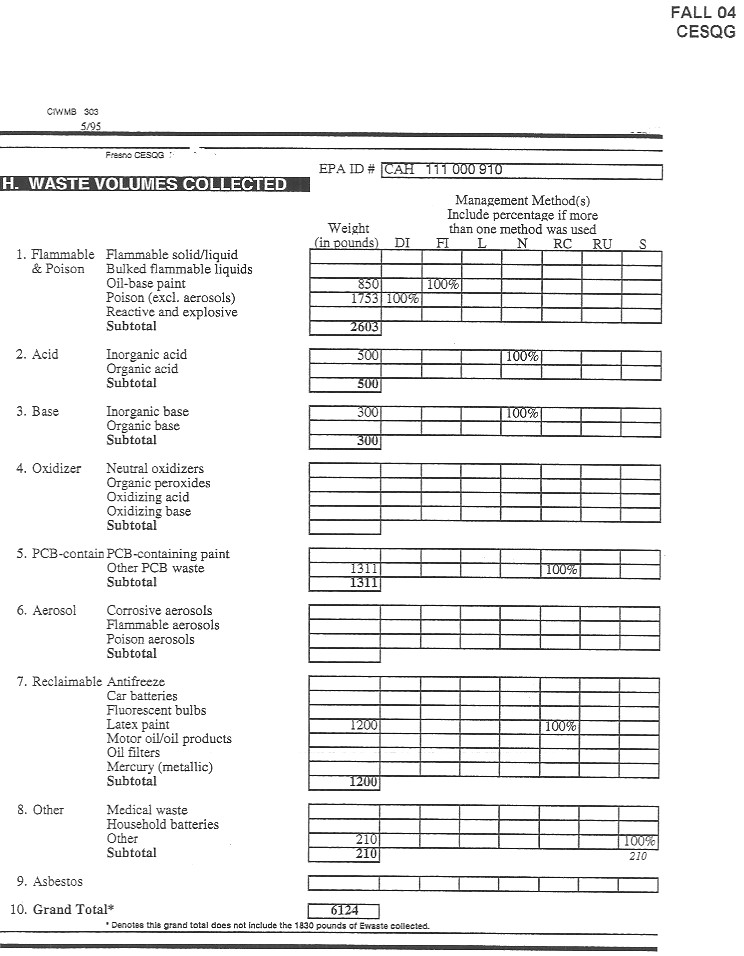 FALL 04
CESQG
CIWMB 303
5/95
Fresno CESQG
EPA ID # CAH 111 000 910
H. WASTE VOLUMES COLLECTED
Management Method(s)
Include percentage if more
Weight than one method was used
(in pounds) DI FI L N RC RU S
1. Flammable Flammable solid/liquid
& Poison Bulked flammable liquids
Oil-base paint 850 100%
Poison (excl. aerosols) 1753 100%
Reactive and explosive
Subtotal 2603
2. Acid Inorganic acid 500 100%
Organic acid
Subtotal 500
3. Base Inorganic base 300 100%
Organic base
Subtotal 300
4. Oxidizer Neutral oxidizers
Organic peroxides
Oxidizing acid
Oxidizing base
Subtotal
5. PCB-contain PCB-containing paint
Other PCB waste 1311 100%
Subtotal 1311
6. Aerosol Corrosive aerosols
Flammable aerosols
Poison aerosols
Subtotal
7. Reclaimable Antifreeze
Car batteries
Fluorescent bulbs
Latex paint 1200 100%
Motor oil/oil products
Oil filters
Mercury (metallic)
Subtotal 1200
8. Other Medical waste
Household batteries
Other 210 100%
Subtotal 210 210
9. Asbestos
10. Grand Total* 6124
* Denotes this grand total does not include the 1830 pounds of Ewaste collected.